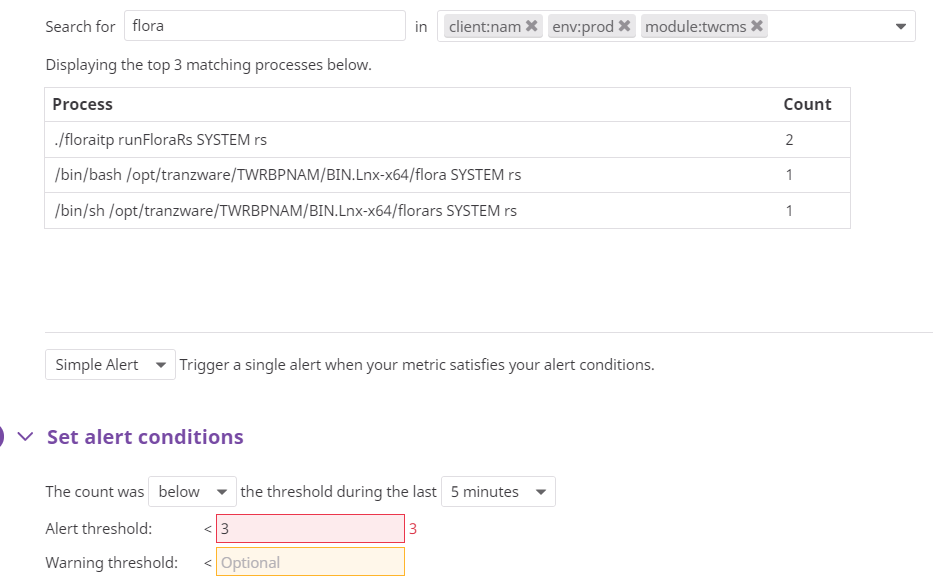 Search for flora in client:nam ✖ env:prod ✖ module:twcms ✖
Displaying the top 3 matching processes below.
Process Count
./floraitp runFloraRs SYSTEM rs 2
/bin/bash /opt/tranzware/TWRBPNAM/BIN.Lnx-x64/flora SYSTEM rs 1
/bin/sh /opt/tranzware/TWRBPNAM/BIN.Lnx-x64/florars SYSTEM rs 1
Simple Alert Trigger a single alert when your metric satisfies your alert conditions.
Set alert conditions
The count was below the threshold during the last 5 minutes
Alert threshold: < 3 3
Warning threshold: < Optional